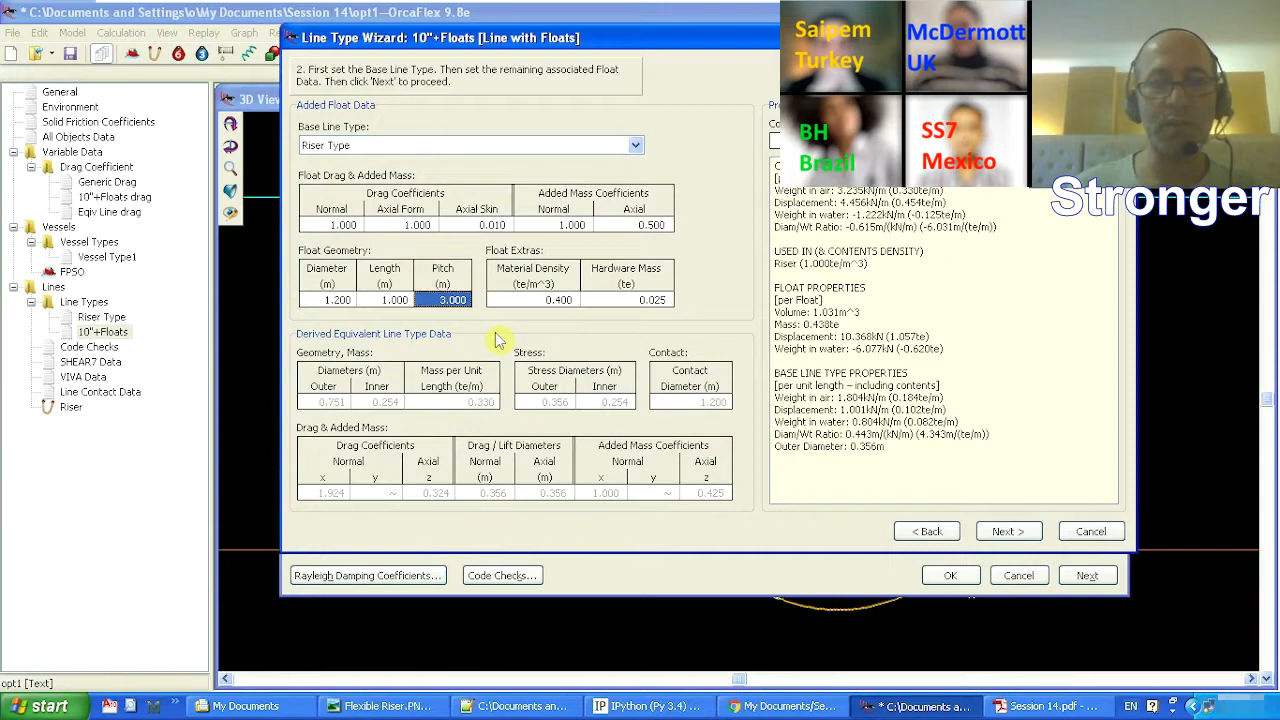 * C:\Documents and Settings\o\My Documents\Session 14\opt1-OrcaFlex 9.8e
File Edit Model Calculation View Replay Graph
General
Environment
Solid Friction Coefficients
All Objects Data
Variable Data
Drag Coefficient
Generic Drag
10"+Floats drag
Eqiv Line drag
Vessels
Vessel Types
Vessel Type1
FPSO
Lines
Line Types
Riser Type
10"+Floats
Code Checks
SHEAR7 Data
VIVA Data
Line Contact Data
Riser
3D View
Line Type Wizard: 10"+Floats [Line with Floats]
2. First set the Base Line Type. Then set the remaining associated Float
Data. Then click 'Next' to proceed.
Added Float Data
Base Line Type:
Riser Type
Float Drag & Added Mass:
Drag Coefficients Added Mass Coefficients
Normal Axial Form Axial Skin Normal Axial
1.000 1.000 0.010 1.000 0.500
Float Geometry: Float Extras:
Diameter Length Pitch Material Density Hardware Mass
(m) (m) (m) (te/m^3) (te)
1.200 1.000 3.000 0.400 0.025
Derived Equivalent Line Type Data
Geometry, Mass: Stress: Contact:
Diameters (m) Mass per Unit Stress Diameters (m) Contact
Outer Inner Length (te/m) Outer Inner Diameter (m)
0.751 0.254 0.330 0.356 0.254 1.200
Drag & Added Mass:
Drag Coefficients Drag / Lift Diameters Added Mass Coefficients
Normal Axial Normal Axial Normal Axial
x y z (m) (m) x y z
1.924 ~ 0.324 0.356 0.356 1.000 ~ 0.425
Weight in air: 3.235kN/m (0.330te/m)
Displacement: 4.456kN/m (0.454te/m)
Weight in water: -1.222kN/m (-0.125te/m)
Diam/Wt Ratio: -0.615m/(kN/m) (-6.031m/(te/m))
USED IN (& CONTENTS DENSITY)
Riser (1.000te/m^3)
FLOAT PROPERTIES
[per Float]
Volume: 1.031m^3
Mass: 0.438te
Displacement: 10.368kN (1.057te)
Weight in water: -6.077kN (-0.620te)
BASE LINE TYPE PROPERTIES
[per unit length – including contents]
Weight in air: 1.804kN/m (0.184te/m)
Displacement: 1.001kN/m (0.102te/m)
Weight in water: 0.804kN/m (0.082te/m)
Diam/Wt Ratio: 0.443m/(kN/m) (4.343m/(te/m))
Outer Diameter: 0.356m
< Back Next > Cancel
Rayleigh Damping Coefficients... Code Checks... OK Cancel Next
Saipem
Turkey
McDermott
UK
BH
Brazil
SS7
Mexico
Stronger
opt1 [Text]
start
My Documents
Flexible Riser.PN...
C:\Documents an...
IPython (Py 3.4) ...
My Documents/Se...
* C:\Documents a...
Session 14.pdf - ...
EN